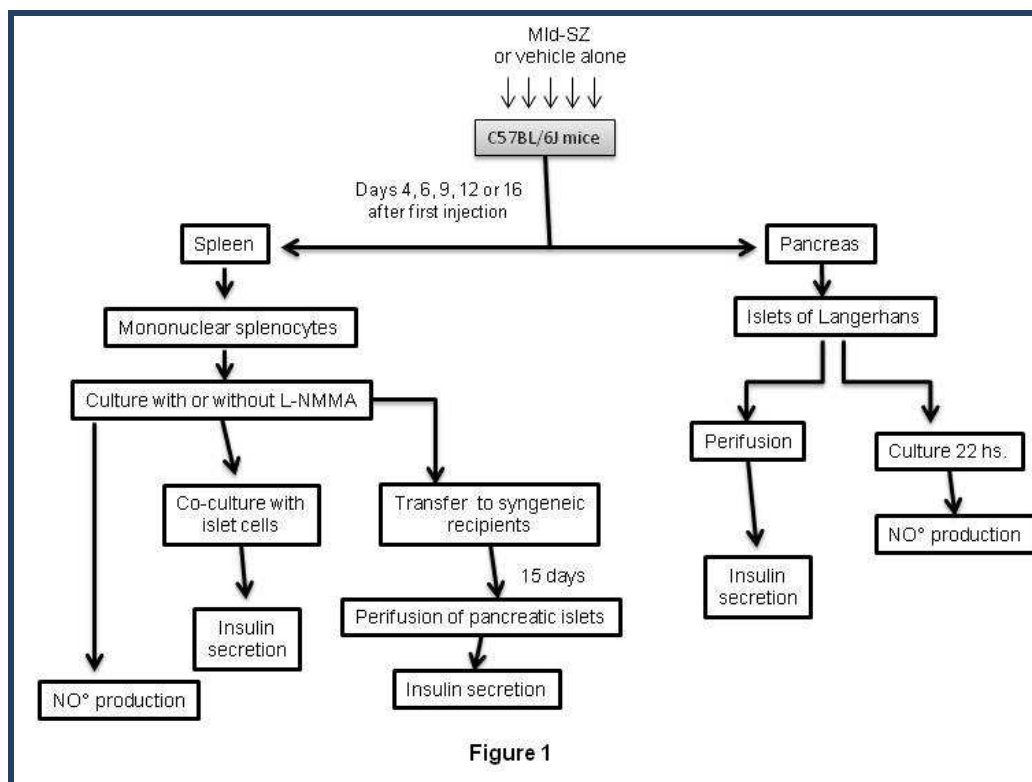 Mld-SZ
or vehicle alone
C57BL/6J mice
Days 4, 6, 9, 12 or 16
after first injection
Spleen
Pancreas
Mononuclear splenocytes
Islets of Langerhans
Culture with or without L-NMMA
Perifusion
Culture 22 hs.
Co-culture with
islet cells
Transfer to syngeneic
recipients
NO° production
15 days
Insulin
secretion
Perifusion of pancreatic islets
Insulin
secretion
NO° production
Insulin secretion
Figure 1